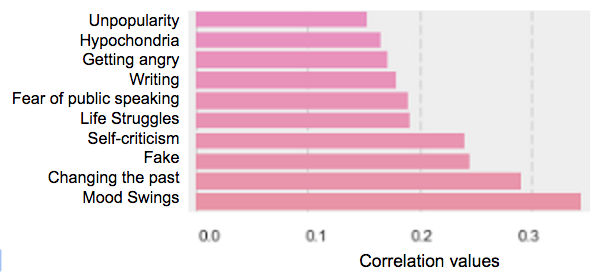 Unpopularity
Hypochondria
Getting angry
Writing
Fear of public speaking
Life Struggles
Self-criticism
Fake
Changing the past
Mood Swings
0.0 0.1 0.2 0.3
Correlation values